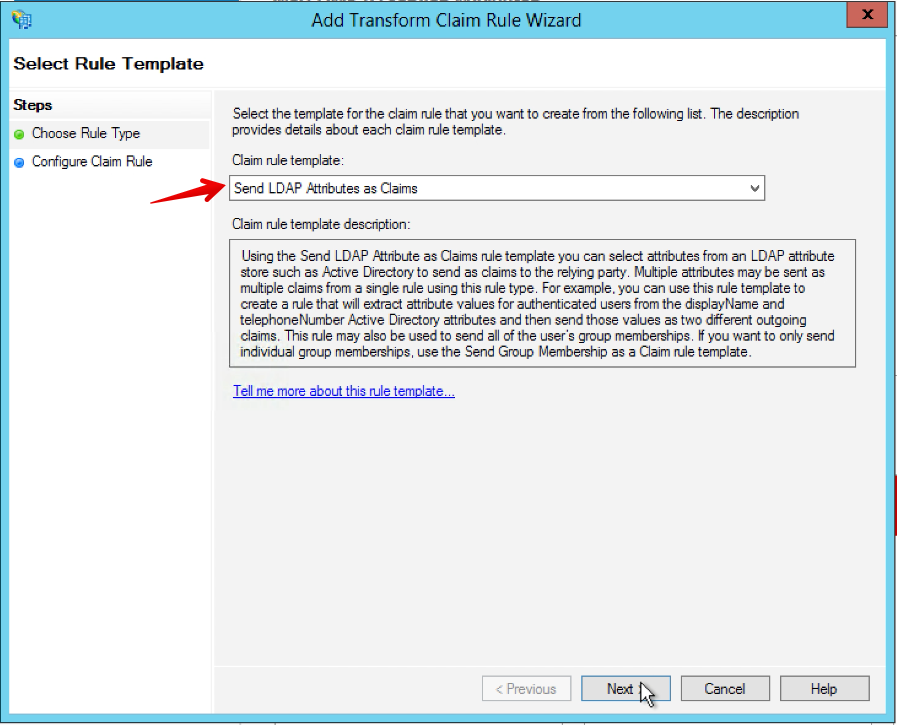 Add Transform Claim Rule Wizard
x
Select Rule Template
Steps
Choose Rule Type
Configure Claim Rule
Select the template for the claim rule that you want to create from the following list. The description
provides details about each claim rule template.
Claim rule template:
Send LDAP Attributes as Claims
Claim rule template description:
Using the Send LDAP Attribute as Claims rule template you can select attributes from an LDAP attribute
store such as Active Directory to send as claims to the relying party. Multiple attributes may be sent as
multiple claims from a single rule using this rule type. For example, you can use this rule template to
create a rule that will extract attribute values for authenticated users from the displayName and
telephoneNumber Active Directory attributes and then send those values as two different outgoing
claims. This rule may also be used to send all of the user's group memberships. If you want to only send
individual group memberships, use the Send Group Membership as a Claim rule template.
Tell me more about this rule template...
< Previous
Next
Cancel
Help